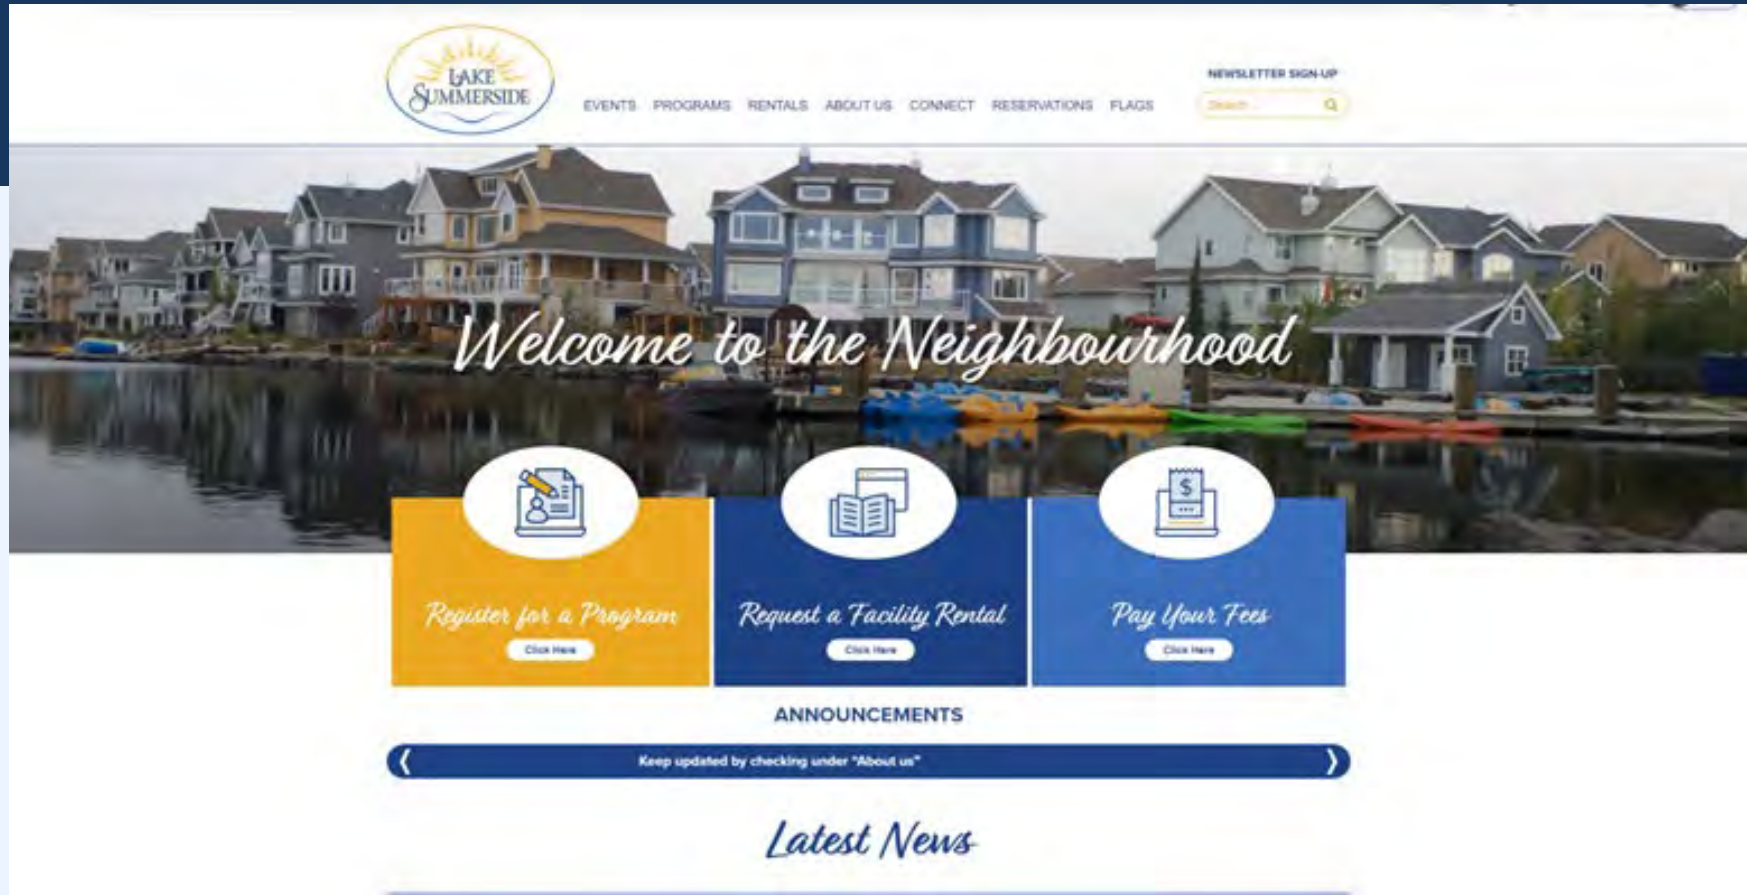 LAKE
SUMMERSIDE
NEWSLETTER SIGN-UP
EVENTS PROGRAMS RENTALS ABOUT US CONNECT RESERVATIONS FLAGS
Search
Welcome to the Neighbourhood
$
Register for a Program
Request a Facility Rental
Pay Your Fees
Click Here
Click Here
Click Here
ANNOUNCEMENTS
Keep updated by checking under "About us"
Latest News